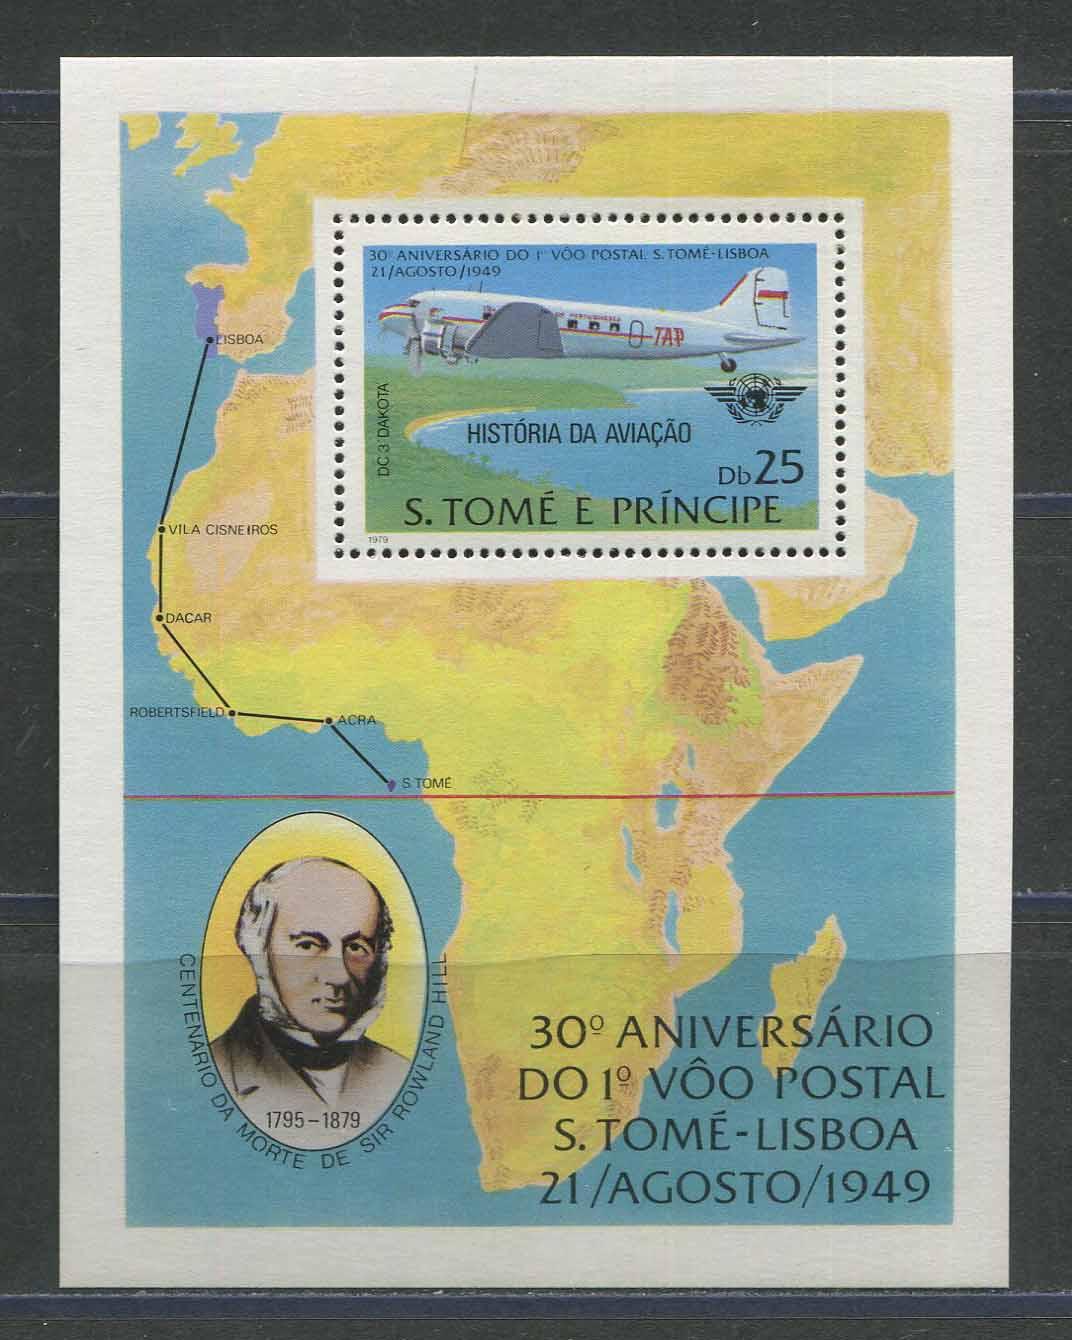 30º ANIVERSÁRIO DO 1º VÔO POSTAL S. TOMÉ-LISBOA
21/AGOSTO/1949
TAP
DC 3 DAKOTA
HISTÓRIA DA AVIAÇÃO
Db25
S. TOMÉ E PRÍNCIPE
1979
LISBOA
VILA CISNEIROS
DACAR
ROBERTSFIELD
ACRA
S. TOMÉ
1795-1879
CENTENARIO DA MORTE DE SIR ROWLAND HILL
30º ANIVERSÁRIO
DO 1º VÔO POSTAL
S. TOMÉ-LISBOA
21/AGOSTO/1949